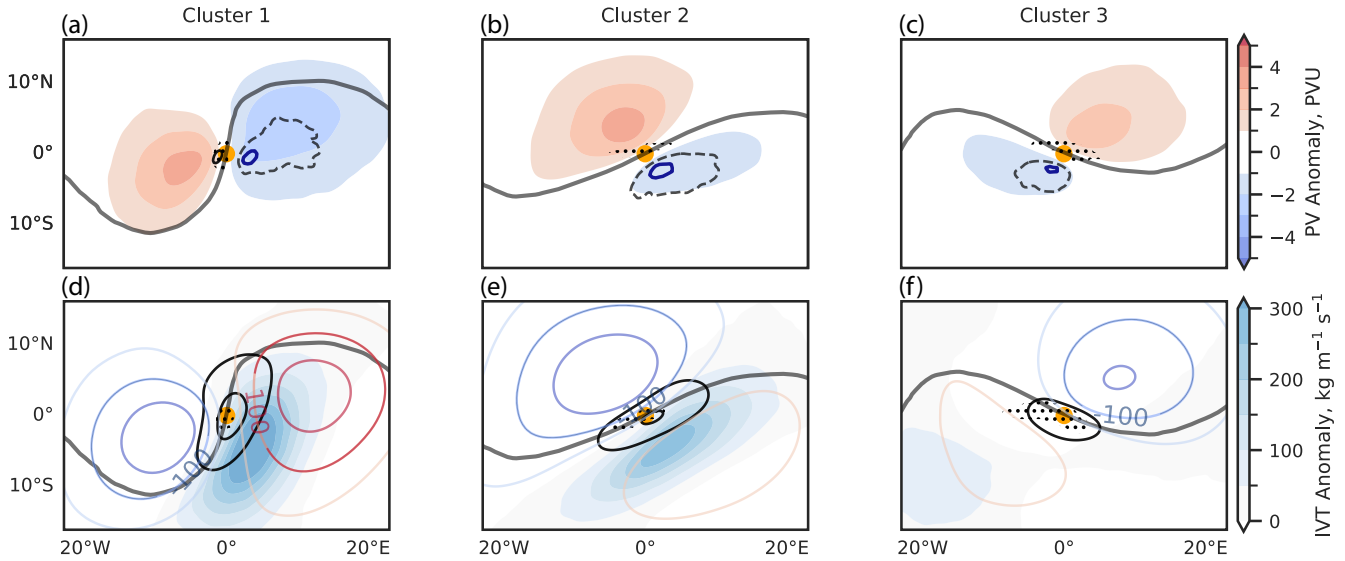 Cluster 1
Cluster 2
Cluster 3
(a)
(b)
(c)
10°N
0°
10°S
4
2
0
−2
−4
PV Anomaly, PVU
(d)
(e)
(f)
10°N
0°
10°S
-100
100
-100
-100
300
200
100
0
IVT Anomaly, kg m⁻¹ s⁻¹
20°W
0°
20°E
20°W
0°
20°E
20°W
0°
20°E